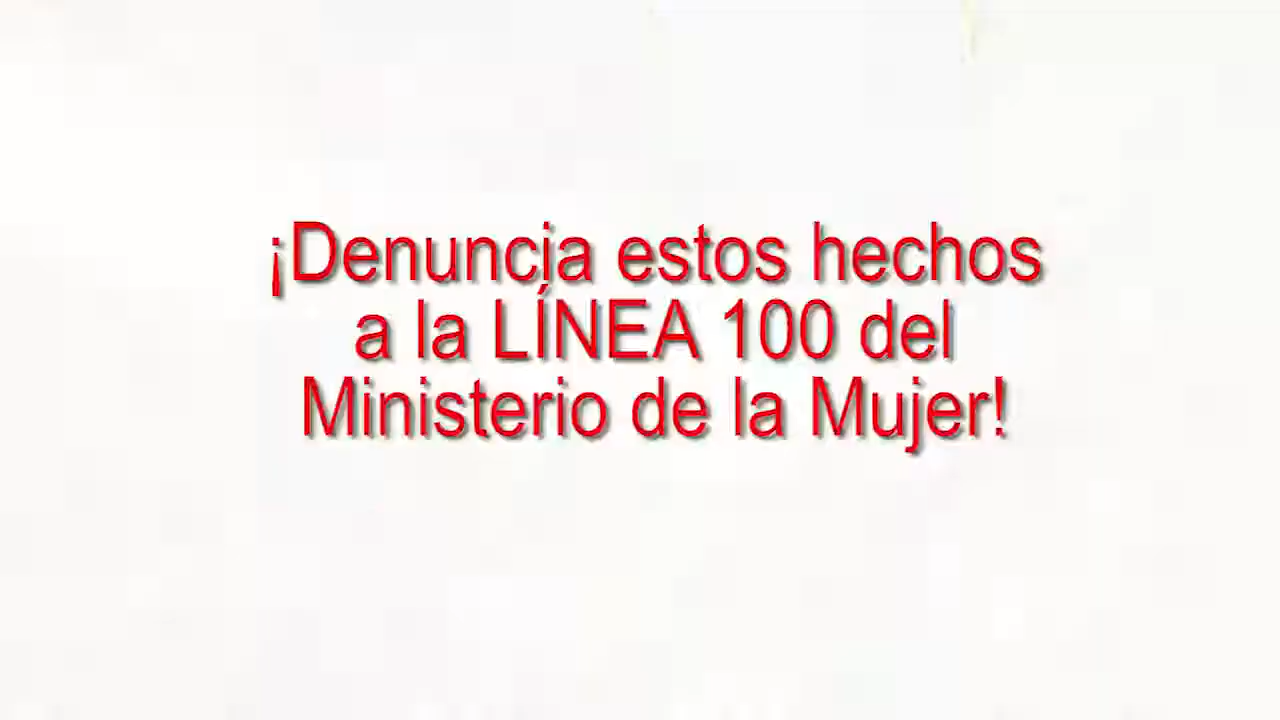 ¡Denuncia estos hechos
a la LÍNEA 100 del
Ministerio de la Mujer!